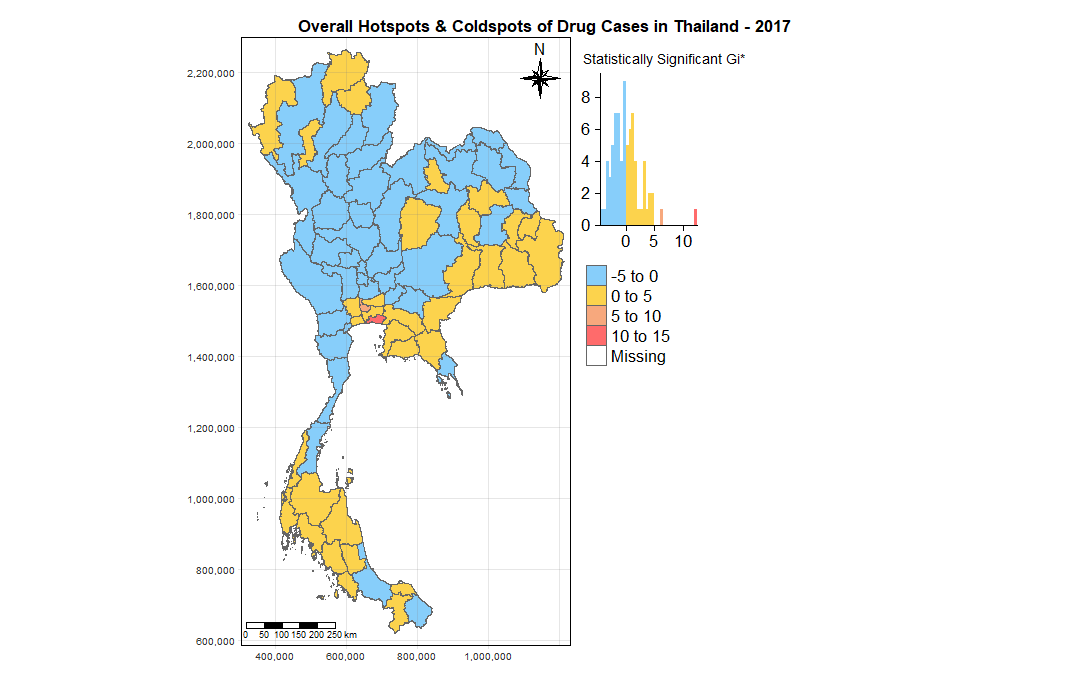 Overall Hotspots & Coldspots of Drug Cases in Thailand - 2017
N
Statistically Significant Gi*
8
6
4
2
0
0 5 10
-5 to 0
0 to 5
5 to 10
10 to 15
Missing
2,200,000
2,000,000
1,800,000
1,600,000
1,400,000
1,200,000
1,000,000
800,000
600,000
0 50 100 150 200 250 km
400,000 600,000 800,000 1,000,000